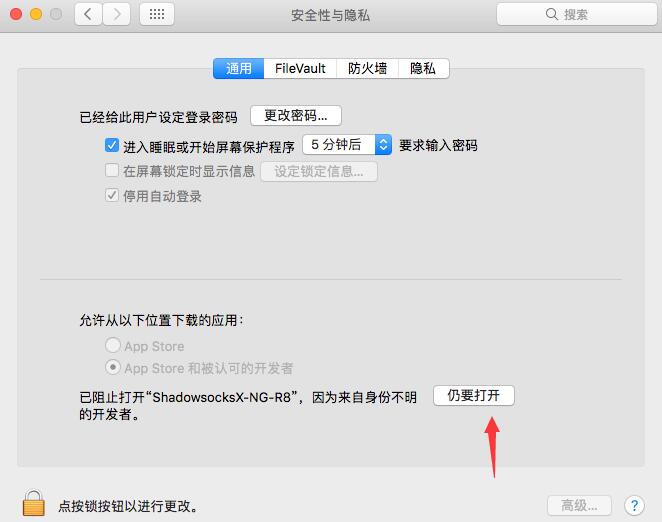 安全性与隐私
搜索
通用 FileVault 防火墙 隐私
已经给此用户设定登录密码 更改密码...
进入睡眠或开始屏幕保护程序 5 分钟后 要求输入密码
在屏幕锁定时显示信息 设定锁定信息...
停用自动登录
允许从以下位置下载的应用：
App Store
App Store 和被认可的开发者
已阻止打开“ShadowsocksX-NG-R8”，因为来自身份不明
的开发者。
仍要打开
点按锁按钮以进行更改。
高级... ?